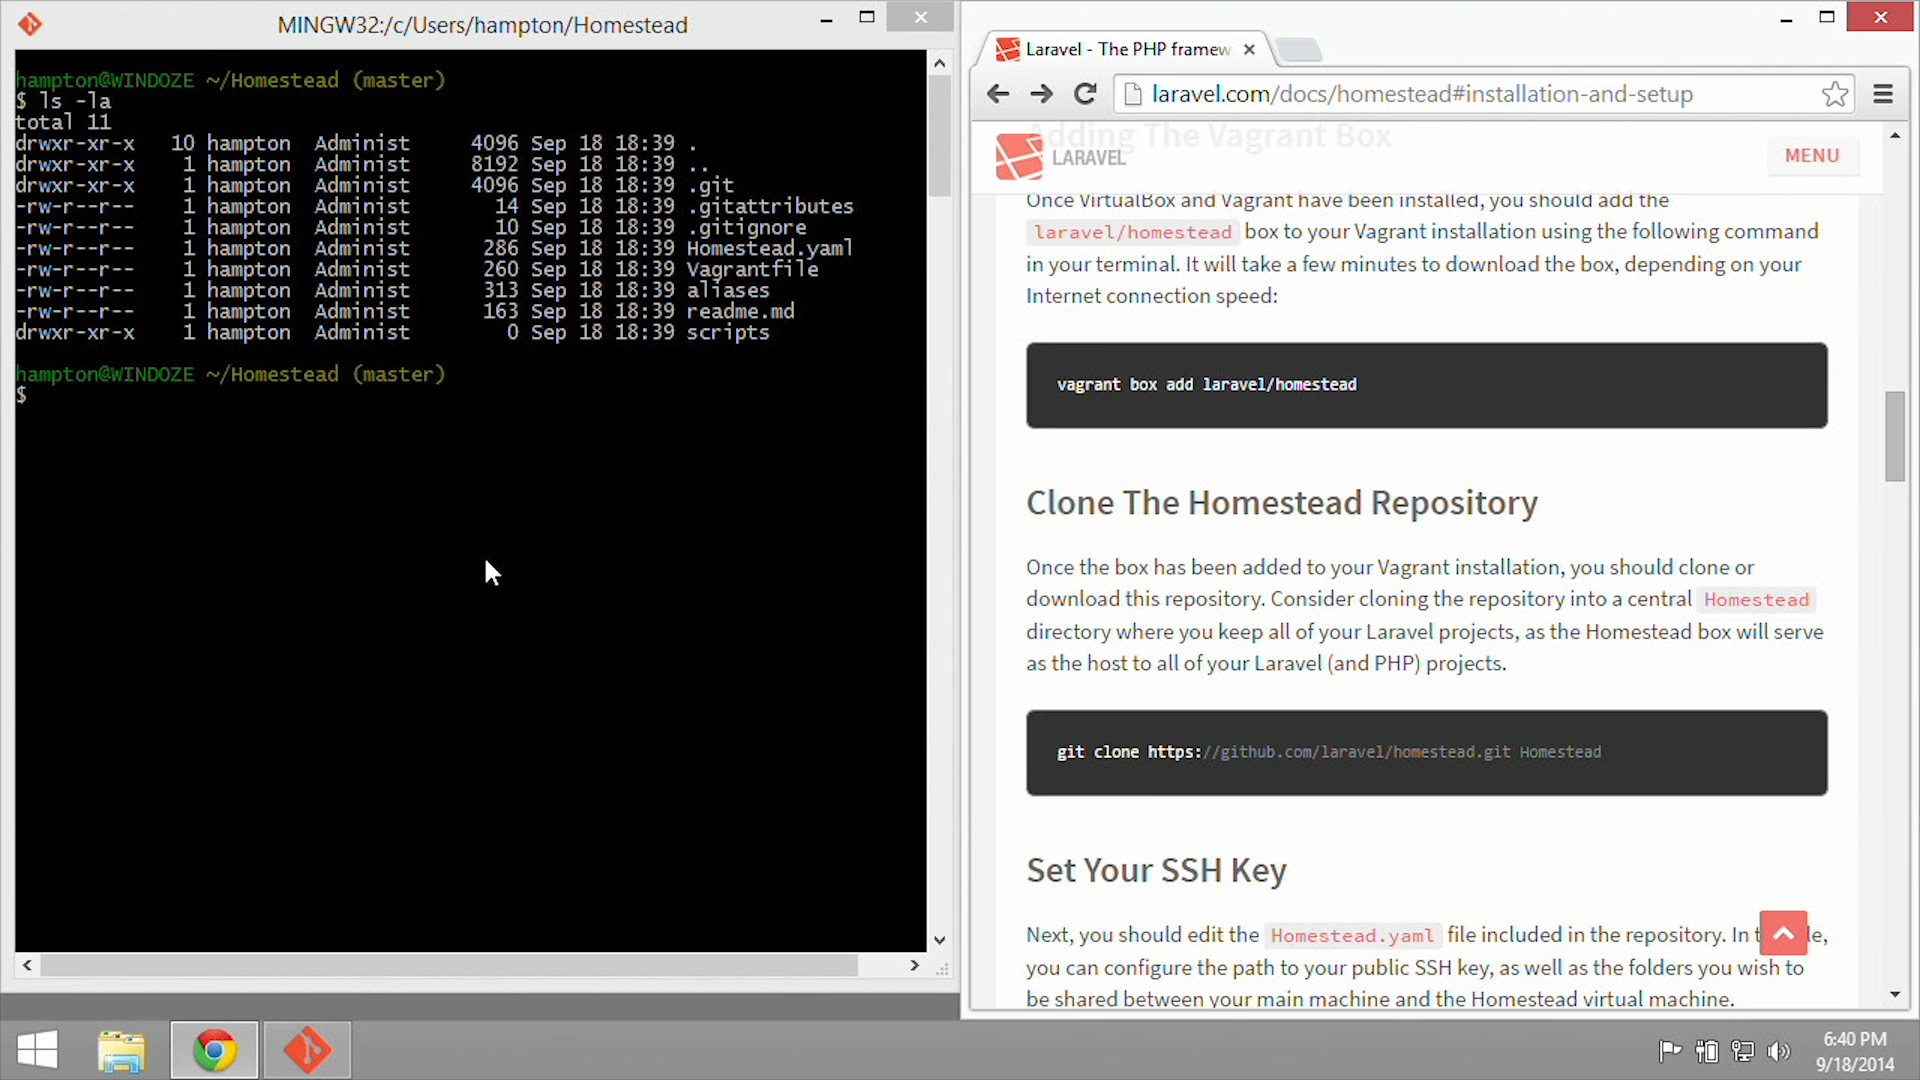 MINGW32:/c/Users/hampton/Homestead
hampton@WINDOZE ~/Homestead (master)
$ ls -la
total 11
drwxr-xr-x 10 hampton Administ 4096 Sep 18 18:39 .
drwxr-xr-x 1 hampton Administ 8192 Sep 18 18:39 ..
drwxr-xr-x 1 hampton Administ 4096 Sep 18 18:39 .git
-rw-r--r-- 1 hampton Administ 14 Sep 18 18:39 .gitattributes
-rw-r--r-- 1 hampton Administ 10 Sep 18 18:39 .gitignore
-rw-r--r-- 1 hampton Administ 286 Sep 18 18:39 Homestead.yaml
-rw-r--r-- 1 hampton Administ 260 Sep 18 18:39 Vagrantfile
-rw-r--r-- 1 hampton Administ 313 Sep 18 18:39 aliases
-rw-r--r-- 1 hampton Administ 163 Sep 18 18:39 readme.md
drwxr-xr-x 1 hampton Administ 0 Sep 18 18:39 scripts
hampton@WINDOZE ~/Homestead (master)
$
Laravel - The PHP framew
laravel.com/docs/homestead#installation-and-setup
Adding The Vagrant Box
LARAVEL
MENU
Once VirtualBox and Vagrant have been installed, you should add the
laravel/homestead box to your Vagrant installation using the following command
in your terminal. It will take a few minutes to download the box, depending on your
Internet connection speed:
vagrant box add laravel/homestead
Clone The Homestead Repository
Once the box has been added to your Vagrant installation, you should clone or
download this repository. Consider cloning the repository into a central Homestead
directory where you keep all of your Laravel projects, as the Homestead box will serve
as the host to all of your Laravel (and PHP) projects.
git clone https://github.com/laravel/homestead.git Homestead
Set Your SSH Key
Next, you should edit the Homestead.yaml file included in the repository. In
you can configure the path to your public SSH key, as well as the folders you wish to
be shared between your main machine and the Homestead virtual machine.
6:40 PM
9/18/2014